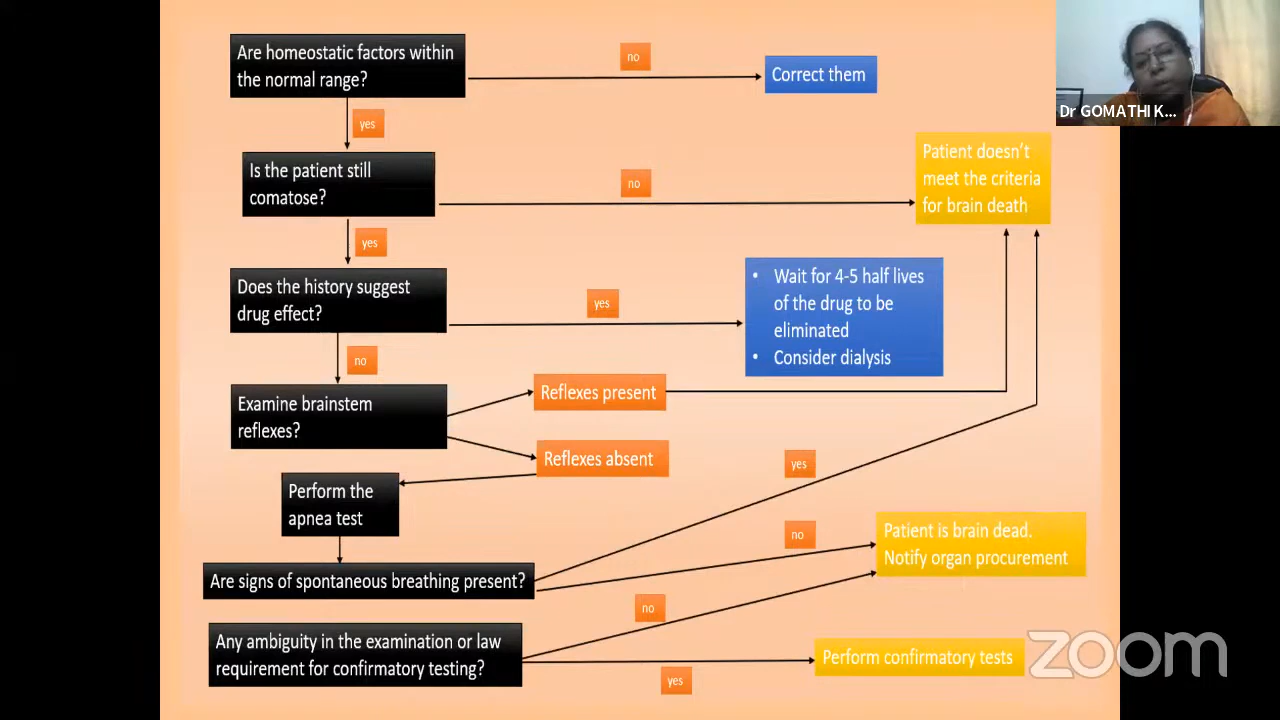 Are homeostatic factors within
the normal range?
no
Correct them
Dr GOMATHI K...
yes
Is the patient still
comatose?
no
Patient doesn't
meet the criteria
for brain death
yes
Does the history suggest
drug effect?
yes
• Wait for 4-5 half lives
of the drug to be
eliminated
• Consider dialysis
no
Examine brainstem
reflexes?
Reflexes present
Reflexes absent
Perform the
apnea test
yes
Are signs of spontaneous breathing present?
no
Patient is brain dead.
Notify organ procurement
Any ambiguity in the examination or law
requirement for confirmatory testing?
no
yes
Perform confirmatory tests
zoom